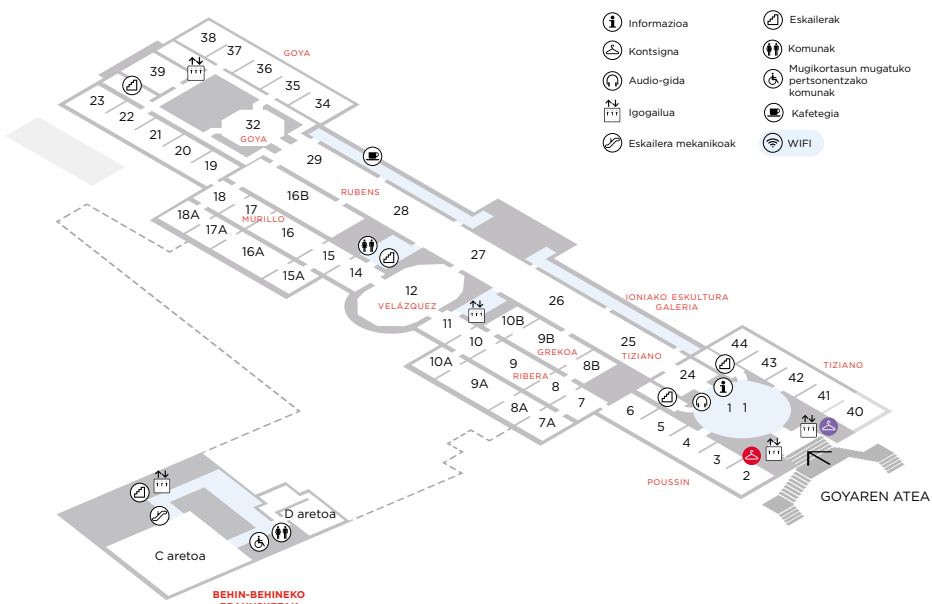 Informazioa
Kontsigna
Audio-gida
Igogailua
Eskailera mekanikoak
Eskailerak
Komunak
Mugikortasun mugatuko
pertsonentzako
komunak
Kafetegia
WIFI
38
37
36
35
34
GOYA
39
23
22
21
20
19
32
GOYA
29
RUBENS
28
27
26
25
18
17
MURILLO
16B
16
15
14
18A
17A
16A
15A
12
VELÁZQUEZ
11
10
10B
9B
GREKOA
8B
TIZIANO
10A
9A
9
RIBERA
8
7
8A
7A
JONIAKO ESKULTURA
GALERIA
24
44
43
42
41
40
TIZIANO
1 1
6
5
4
3
2
POUSSIN
GOYAREN ATEA
D aretoa
C aretoa
BEHIN-BEHINEKO